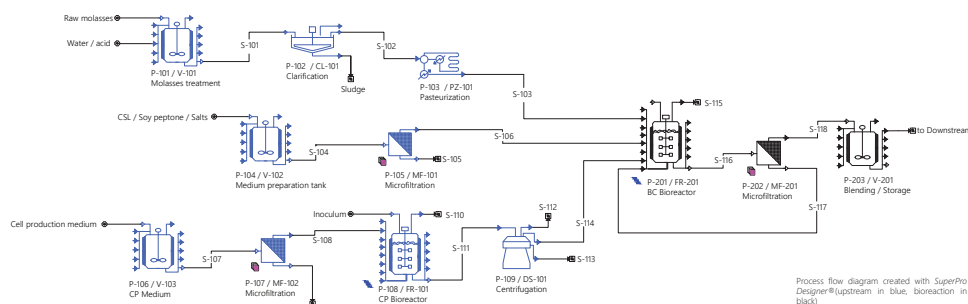 Raw molasses
Water / acid
S-101
P-101 / V-101
Molasses treatment
S-102
P-102 / CL-101
Clarification
Sludge
P-103 / PZ-101
Pasteurization
S-103
CSL / Soy peptone / Salts
S-104
P-104 / V-102
Medium preparation tank
S-106
S-105
P-105 / MF-101
Microfiltration
S-115
P-201 / FR-201
BC Bioreactor
S-116
S-118
P-202 / MF-201
Microfiltration
S-117
to Downstream
P-203 / V-201
Blending / Storage
Cell production medium
S-107
P-106 / V-103
CP Medium
S-108
P-107 / MF-102
Microfiltration
Inoculum
S-110
P-108 / FR-101
CP Bioreactor
S-111
S-112
S-114
S-113
P-109 / DS-101
Centrifugation
Process flow diagram created with SuperPro
Designer®(upstream in blue, bioreaction in
black)